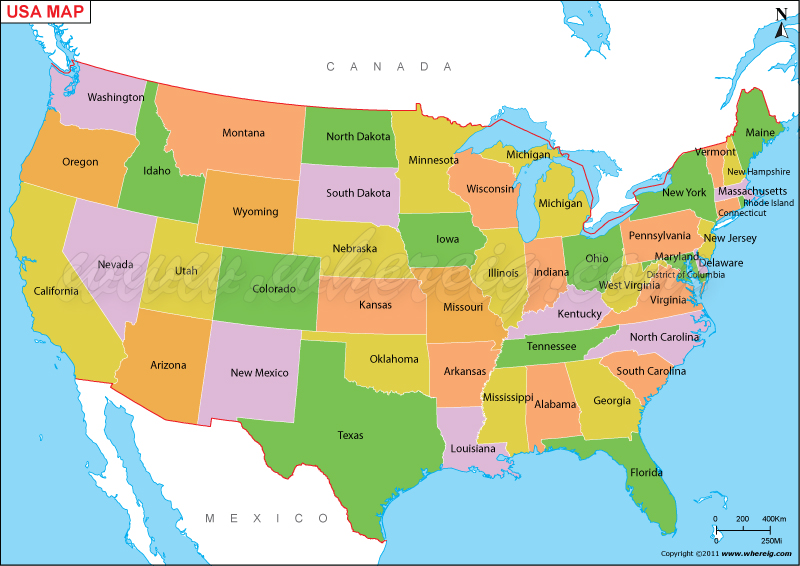 USA MAP
N
CANADA
Washington
Montana
North Dakota
Minnesota
Michigan
Maine
Vermont
New Hampshire
Oregon
Idaho
South Dakota
Wisconsin
Michigan
New York
Massachusetts
Rhode Island
Connecticut
Wyoming
Iowa
Pennsylvania
New Jersey
Nebraska
Nevada
Utah
Colorado
Illinois
Indiana
Ohio
Maryland
Delaware
District of Columbia
West Virginia
California
Kansas
Missouri
Kentucky
Virginia
www.whereig.com
Arizona
New Mexico
Oklahoma
Arkansas
Tennessee
North Carolina
South Carolina
Mississippi
Alabama
Georgia
Texas
Louisiana
Florida
MEXICO
0 200 400Km
0 250Mi
Copyright ©2011 www.whereig.com